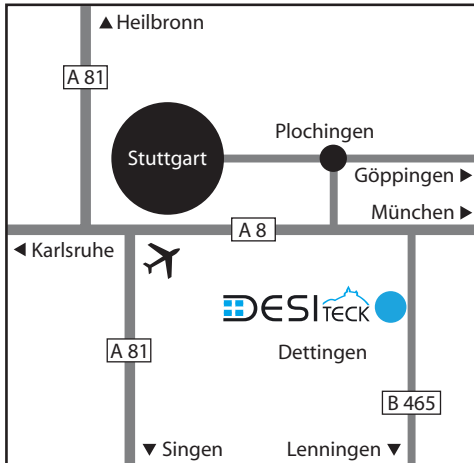 Heilbronn
A 81
Plochingen
Stuttgart
Göppingen
München
A 8
Karlsruhe
DESI TECK
A 81
Dettingen
B 465
Singen
Lenningen